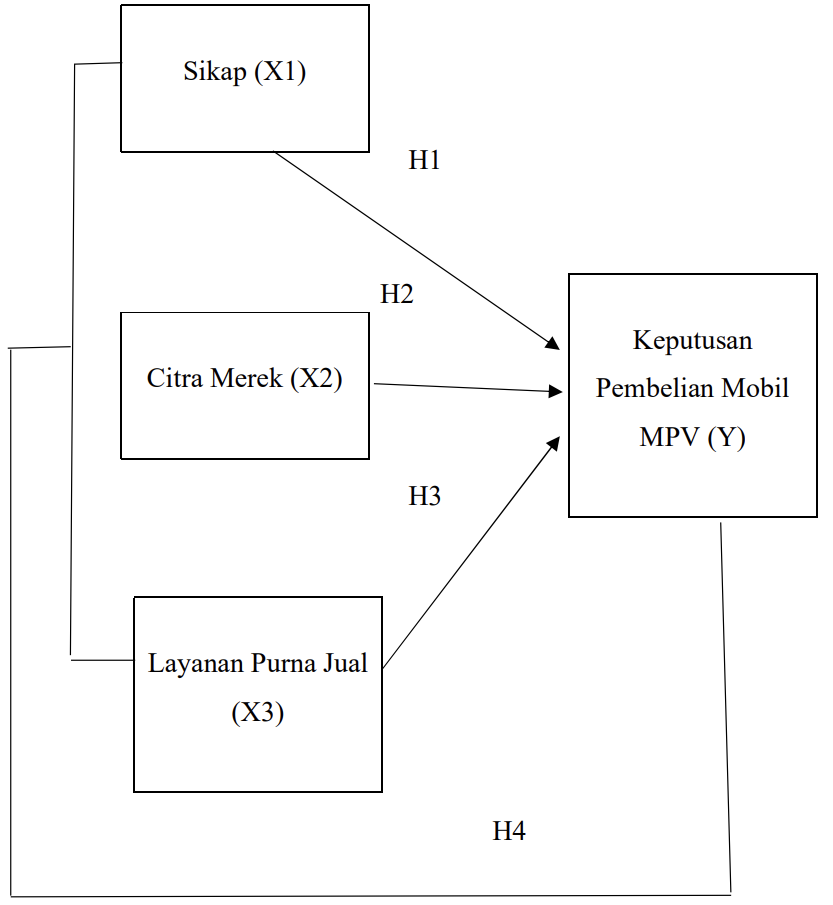 Sikap (X1)
H1
H2
Citra Merek (X2)
Keputusan
Pembelian Mobil
MPV (Y)
H3
Layanan Purna Jual
(X3)
H4